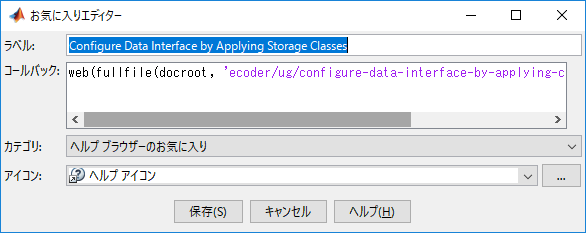 お気に入りエディター
ラベル: Configure Data Interface by Applying Storage Classes
コールバック: web(fullfile(docroot, 'ecoder/ug/configure-data-interface-by-applying-c
カテゴリ: ヘルプ ブラウザーのお気に入り
アイコン: ヘルプ アイコン ...
保存(S) キャンセル ヘルプ(H)